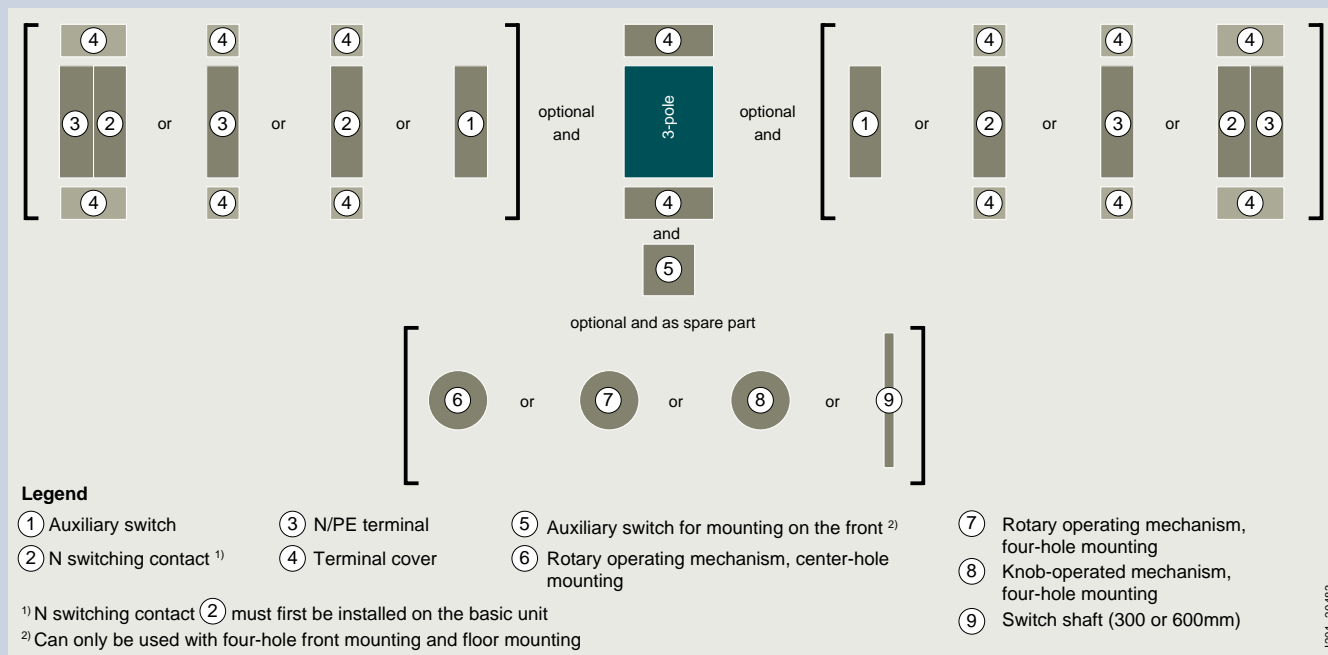 4 4 4 4 4 4 4
3 2 or 3 or 2 or 1 optional and 3-pole optional and 1 or 2 or 3 or 2 3
4 4 4 4 4 4 4
and
5
optional and as spare part
6 or 7 or 8 or 9
Legend
1 Auxiliary switch
2 N switching contact 1)
3 N/PE terminal
4 Terminal cover
5 Auxiliary switch for mounting on the front 2)
6 Rotary operating mechanism, center-hole
mounting
7 Rotary operating mechanism,
four-hole mounting
8 Knob-operated mechanism,
four-hole mounting
9 Switch shaft (300 or 600mm)
1) N switching contact 2 must first be installed on the basic unit
2) Can only be used with four-hole front mounting and floor mounting